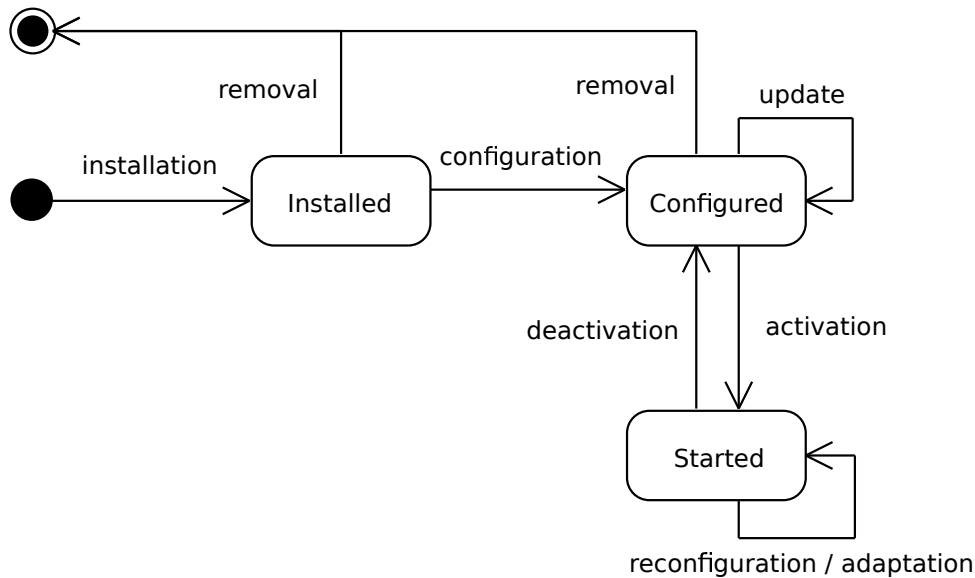 removal
removal
update
installation
configuration
Installed
Configured
deactivation
activation
Started
reconfiguration / adaptation